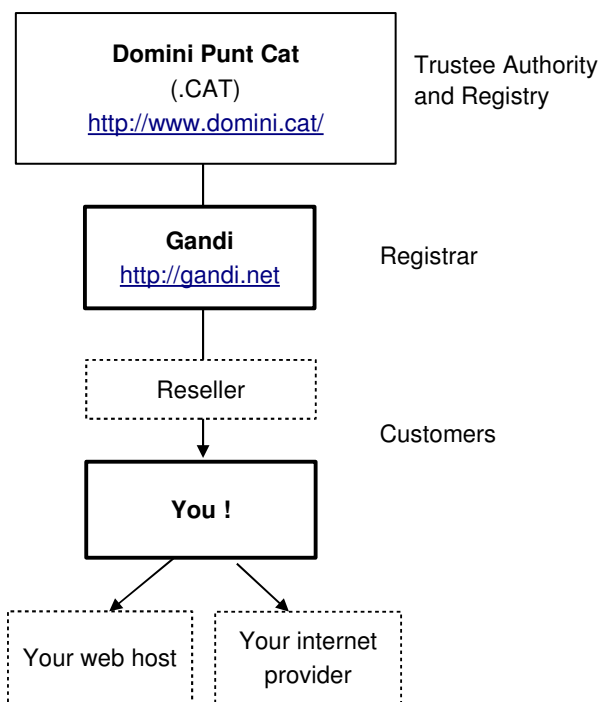 Domini Punt Cat
(.CAT)
http://www.domini.cat/
Trustee Authority
and Registry
Gandi
http://gandi.net
Registrar
Reseller
Customers
You !
Your web host
Your internet
provider